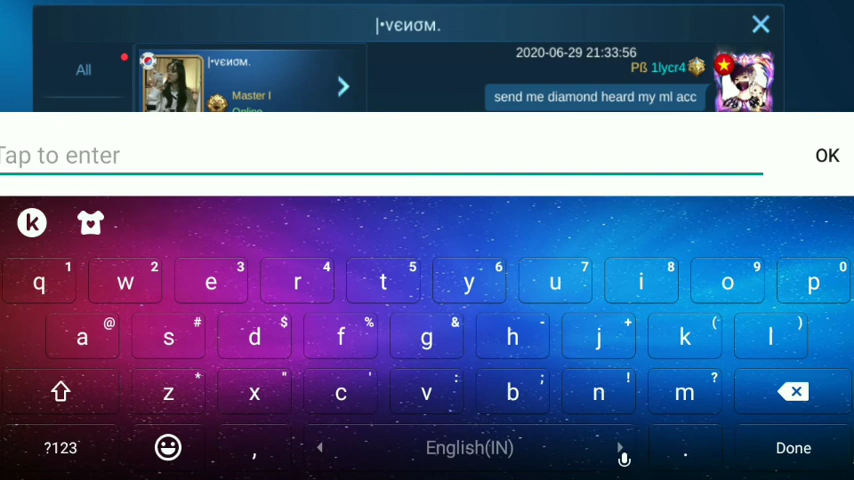 |•vєиσм.
2020-06-29 21:33:56
All
|•vєиσм.
Pß 1lycr4
Master I
send me diamond heard my ml acc
Online
Tap to enter
OK
k
q 1 w 2 e 3 r 4 t 5 y 6 u 7 i 8 o 9 p 0
a @ s # d $ f % g & h - j + k ( l )
z * x " c ' v : b ; n ! m ?
?123 , English(IN) . Done